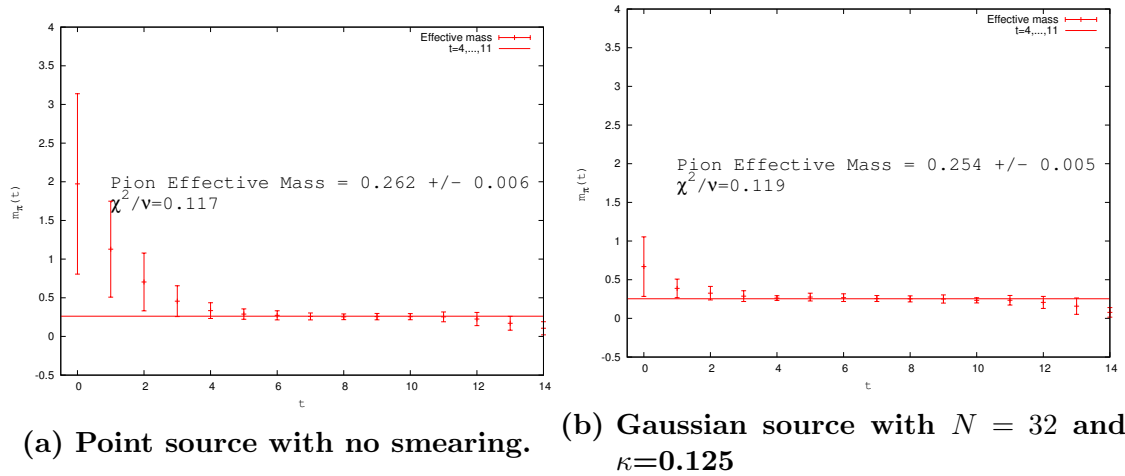 Effective mass
t=4,...,11
4
3.5
3
2.5
2
1.5
1
0.5
0
-0.5
mπ(t)
Pion Effective Mass = 0.262 +/- 0.006
χ²/ν=0.117
0 2 4 6 8 10 12 14
t
(a) Point source with no smearing.
Effective mass
t=4,...,11
4
3.5
3
2.5
2
1.5
1
0.5
0
-0.5
mπ(t)
Pion Effective Mass = 0.254 +/- 0.005
χ²/ν=0.119
0 2 4 6 8 10 12 14
t
(b) Gaussian source with N = 32 and
κ=0.125